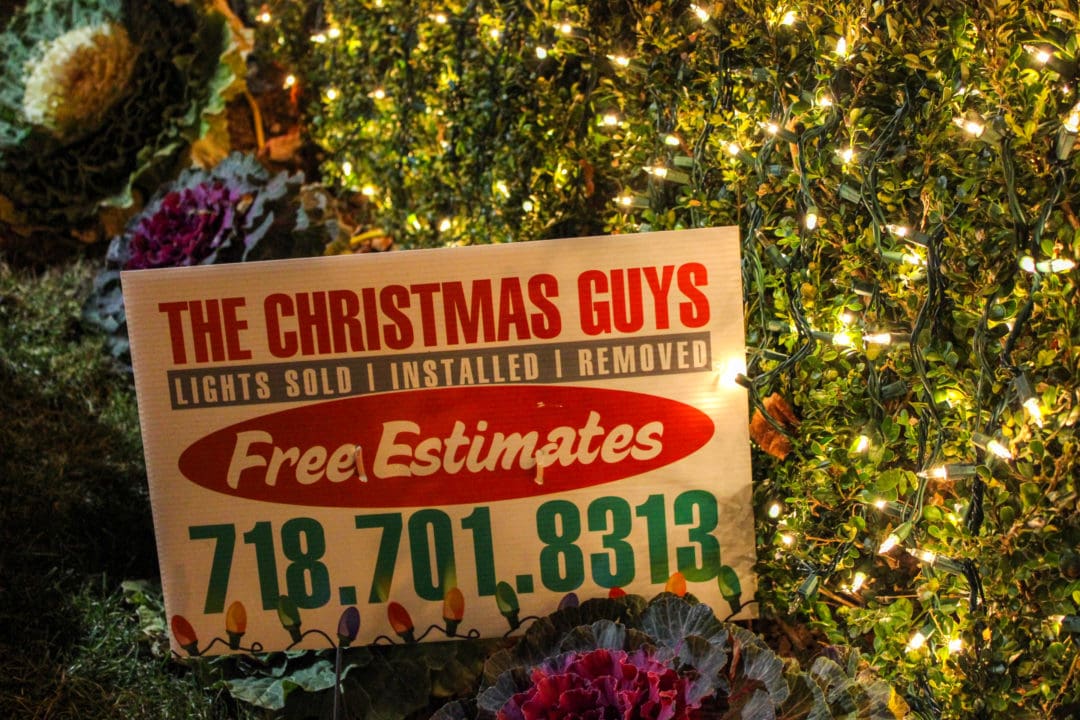 THE CHRISTMAS GUYS
LIGHTS SOLD | INSTALLED | REMOVED
Free Estimates
718.701.8313